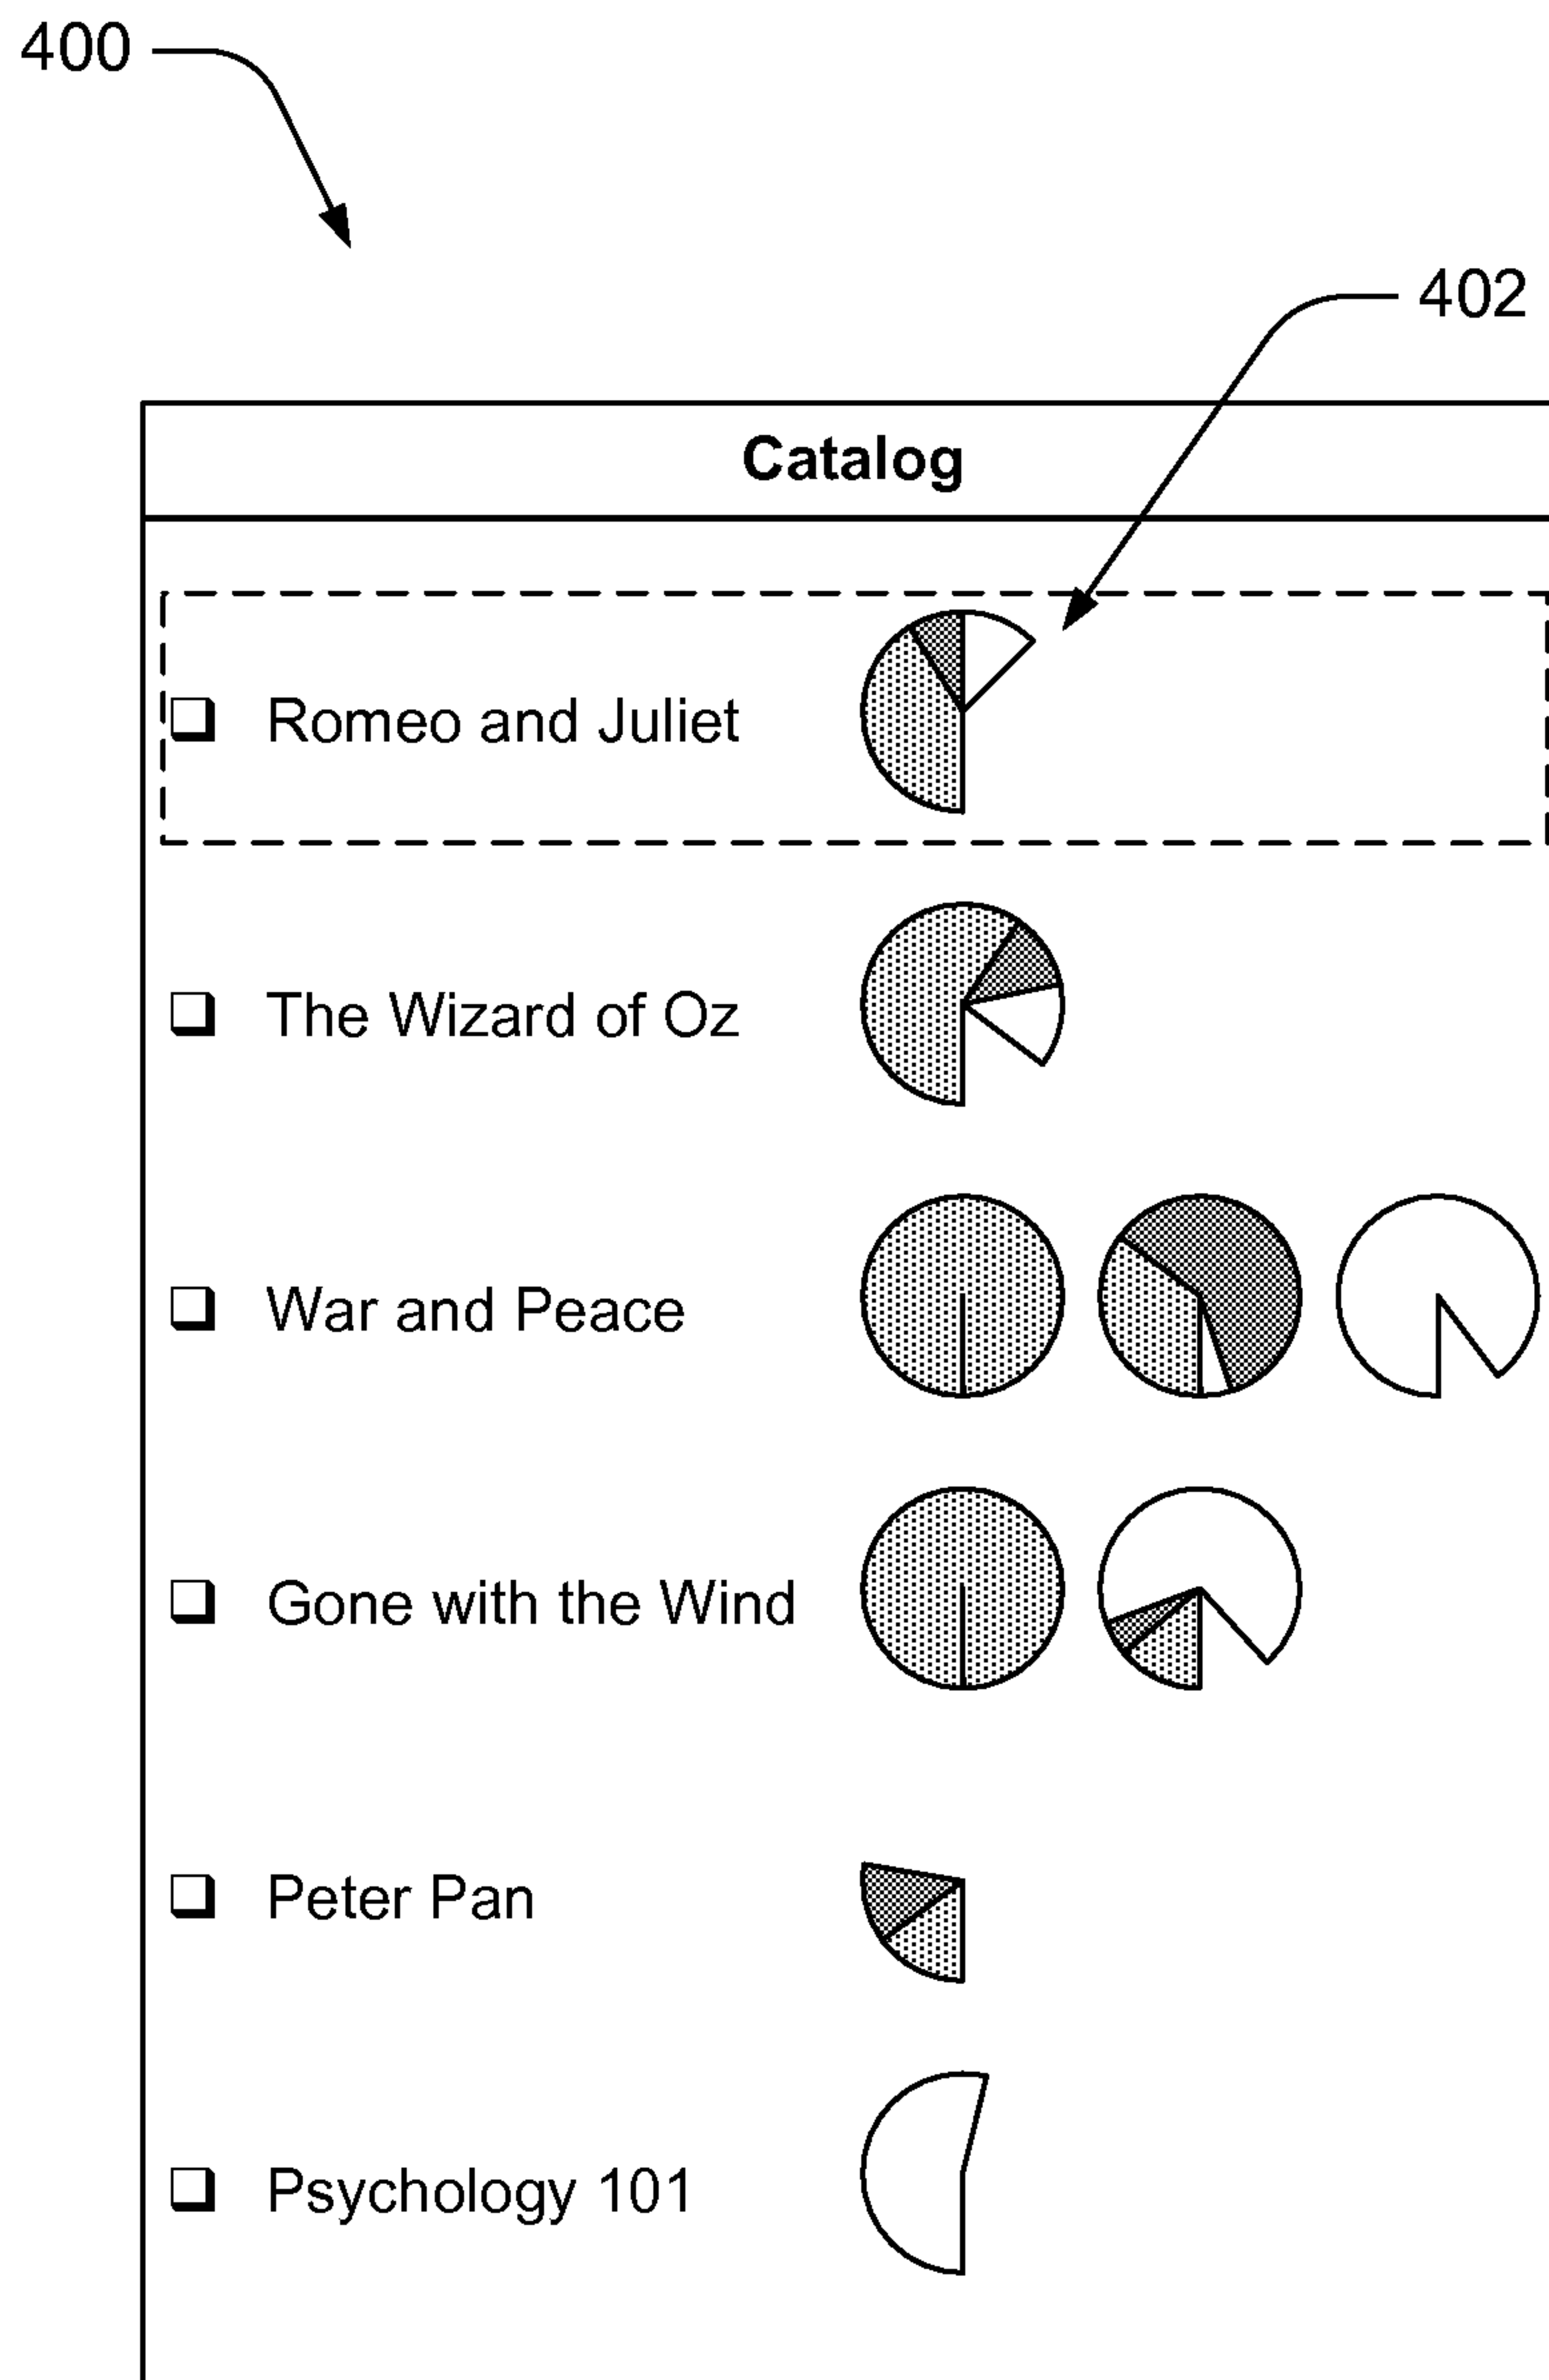 400
402
Catalog
Romeo and Juliet
The Wizard of Oz
War and Peace
Gone with the Wind
Peter Pan
Psychology 101